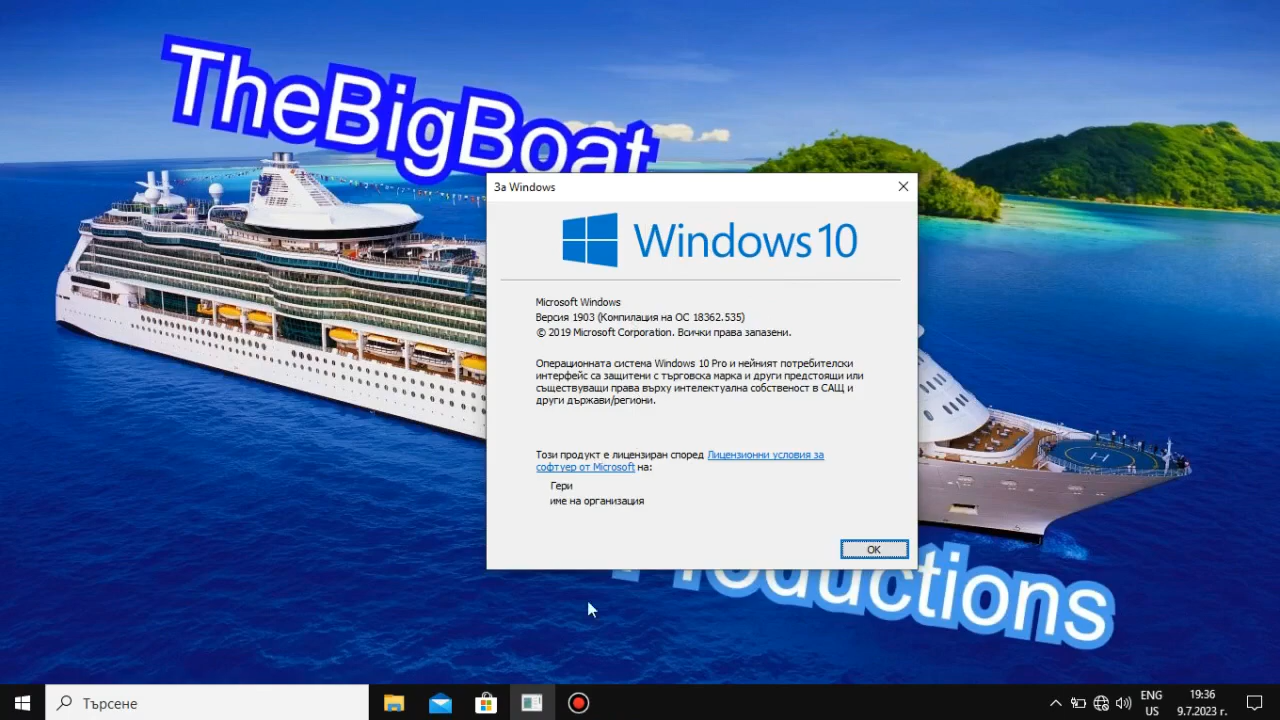 TheBigBoat
За Windows
Windows 10
Microsoft Windows
Версия 1903 (Компилация на ОС 18362.535)
© 2019 Microsoft Corporation. Всички права запазени.
Операционната система Windows 10 Pro и нейният потребителски
интерфейс са защитени с търговска марка и други предстоящи или
съществуващи права върху интелектуална собственост в САЩ и
други държави/региони.
Този продукт е лицензиран според Лицензионни условия за
софтуер от Microsoft на:
Гери
име на организация
OK
H
Productions
Търсене
ENG
US
19:36
9.7.2023 г.